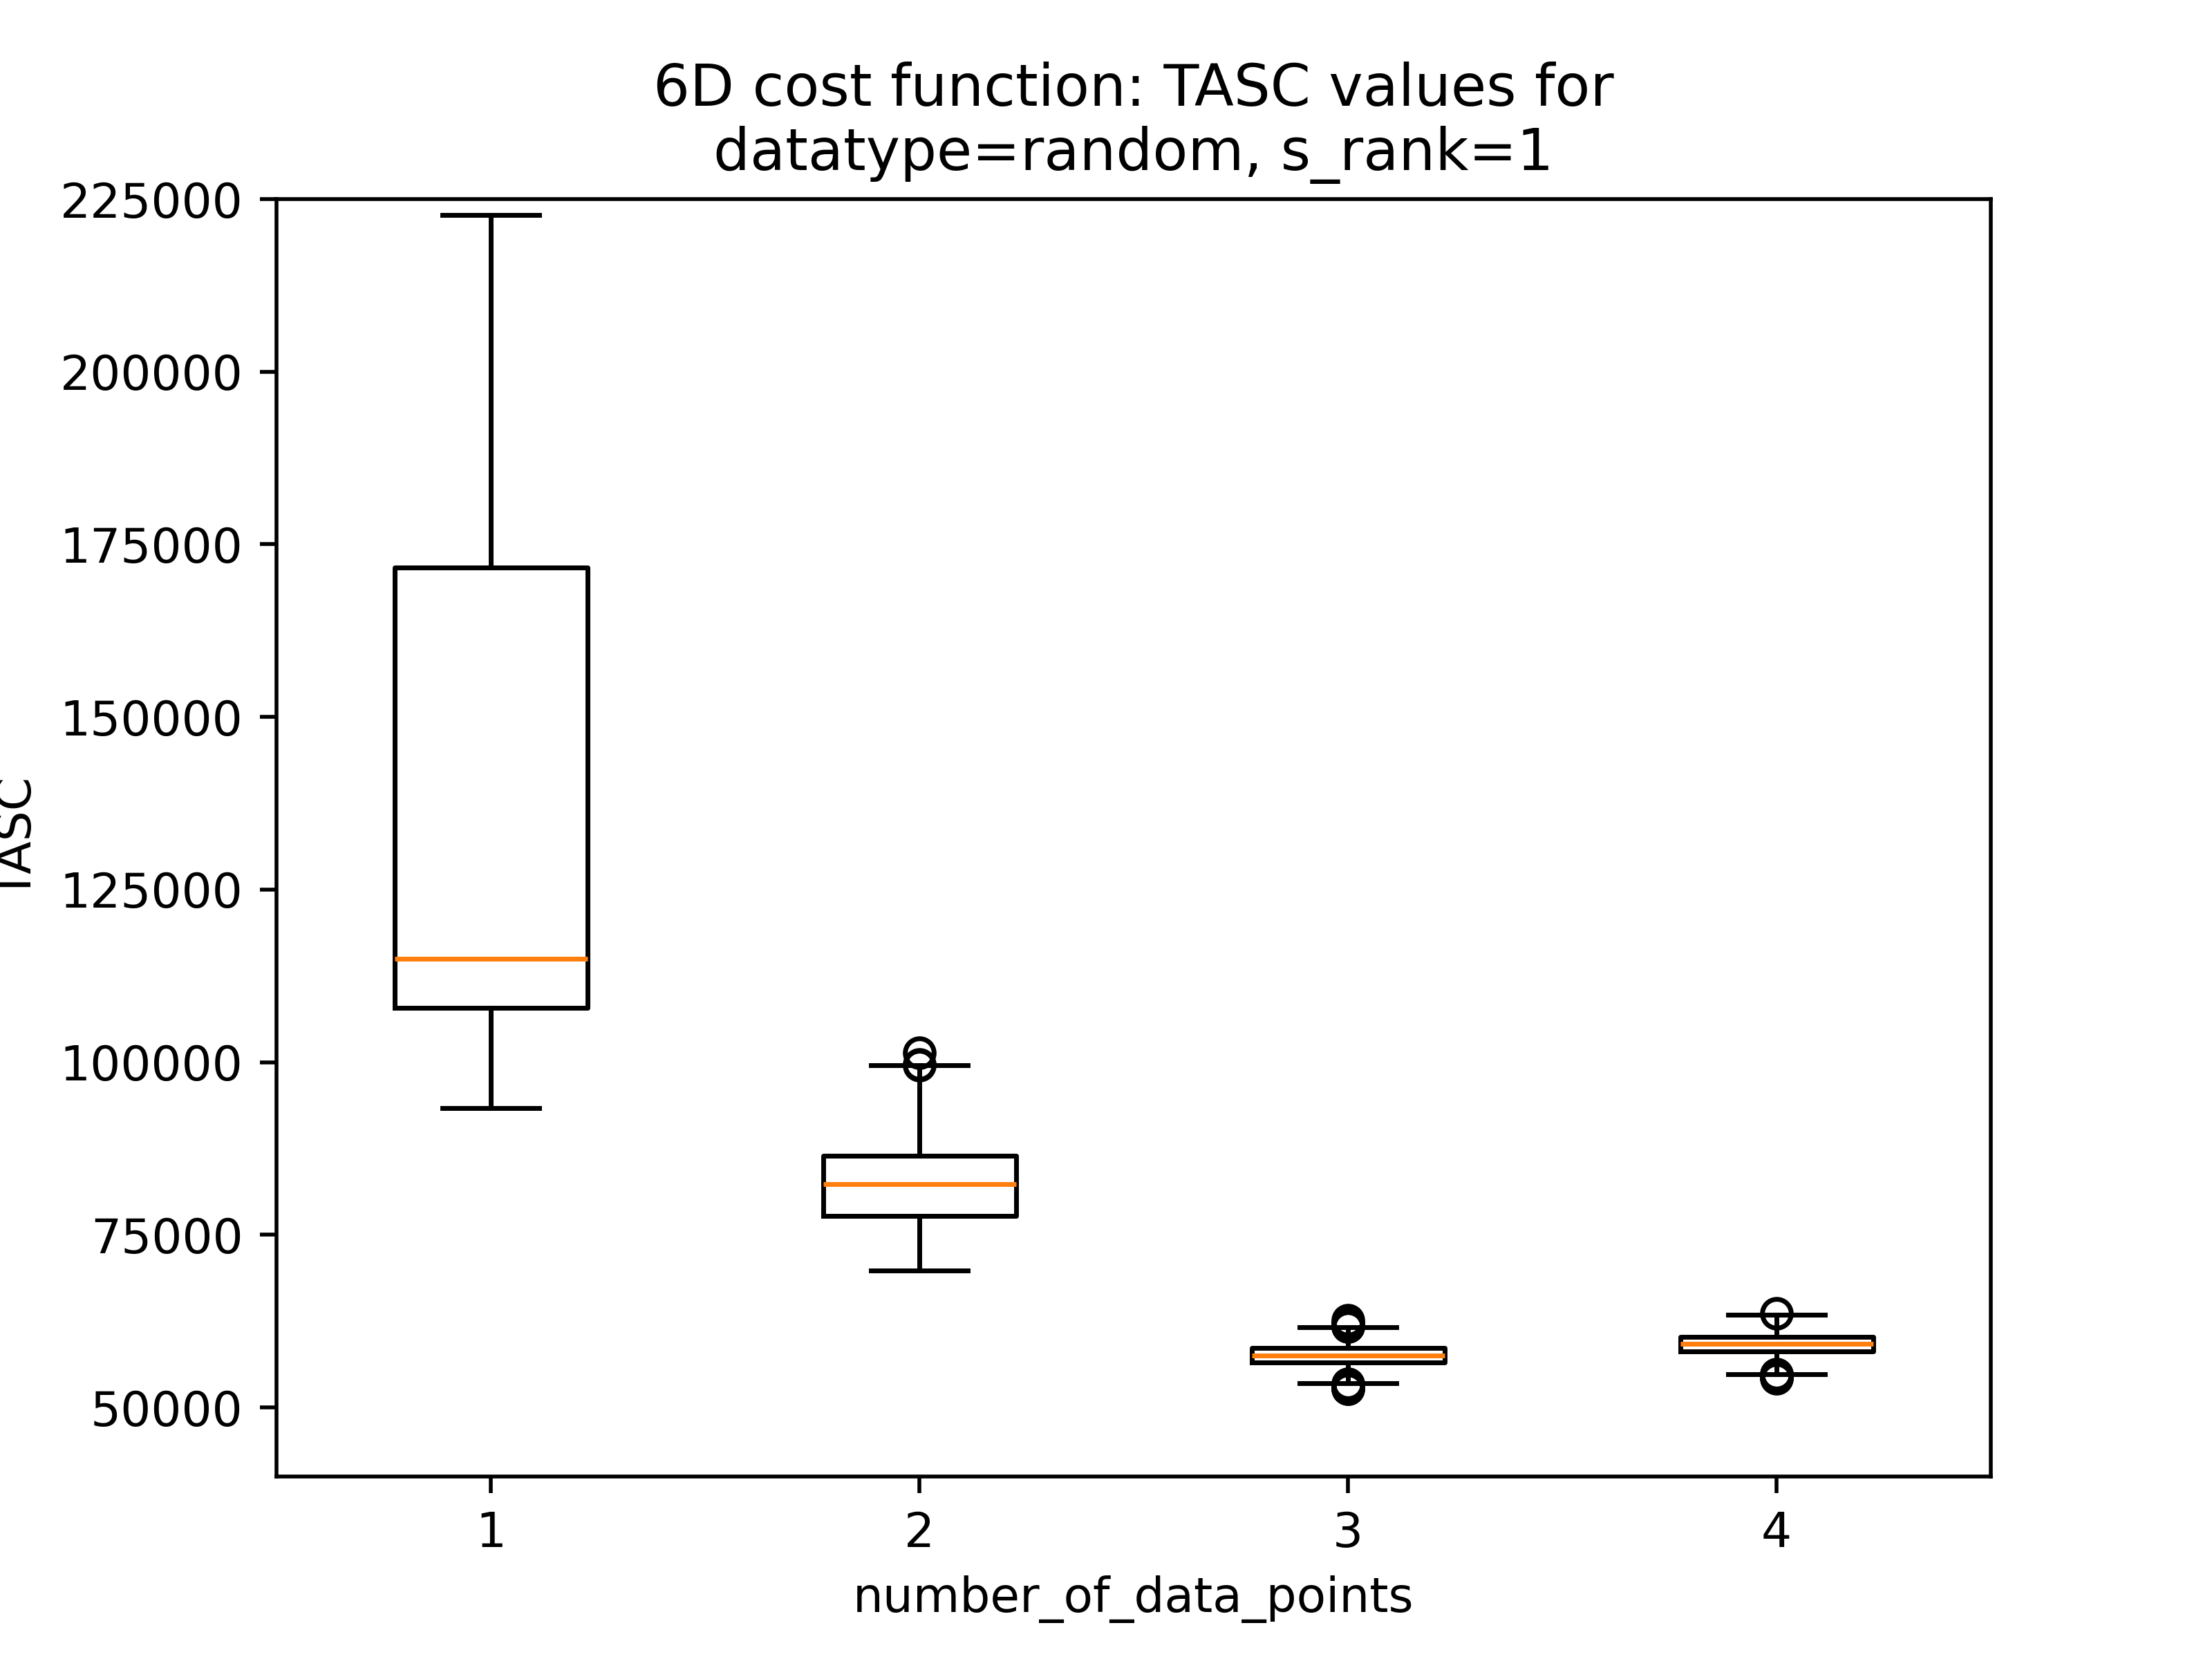 6D cost function: TASC values for
datatype=random, s_rank=1
225000
200000
175000
150000
125000
100000
75000
50000
TASC
1 2 3 4
number_of_data_points